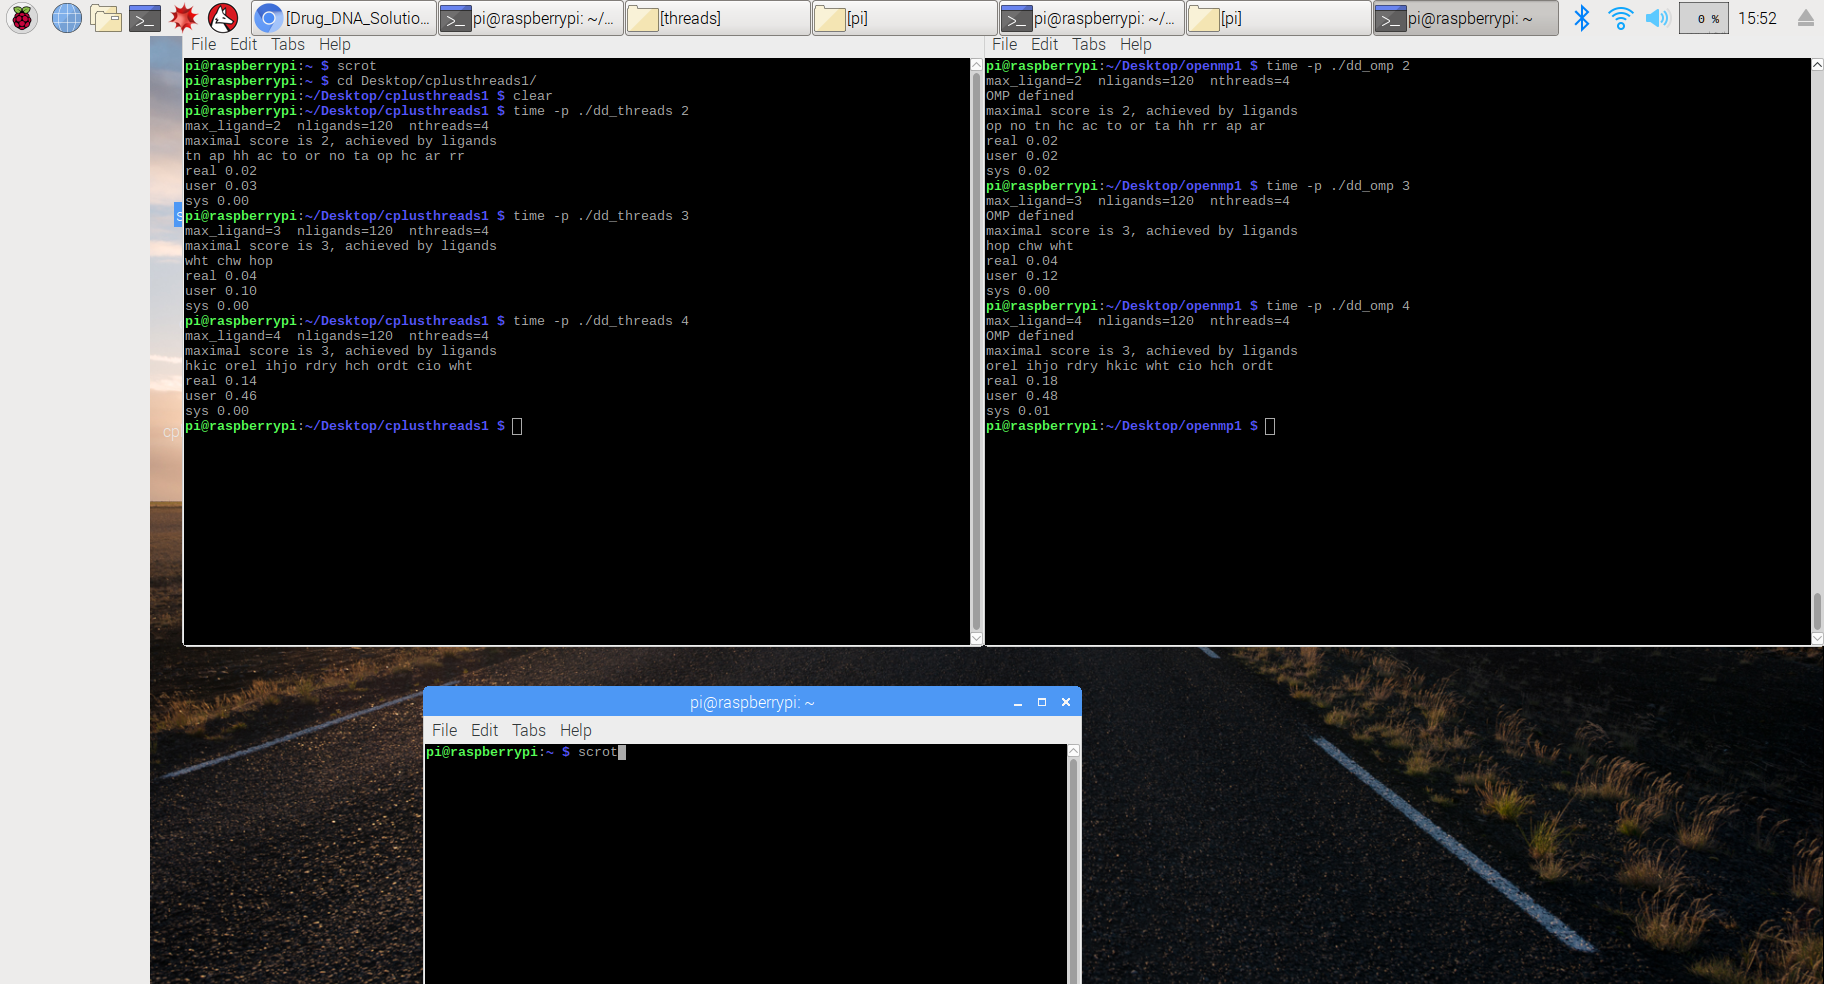 [Drug_DNA_Solutio... pi@raspberrypi: ~/... [threads] [pi] pi@raspberrypi: ~/... [pi] pi@raspberrypi: ~ 0 % 15:52
File Edit Tabs Help
pi@raspberrypi:~ $ scrot
pi@raspberrypi:~ $ cd Desktop/cplusthreads1/
pi@raspberrypi:~/Desktop/cplusthreads1 $ clear
pi@raspberrypi:~/Desktop/cplusthreads1 $ time -p ./dd_threads 2
max_ligand=2  nligands=120  nthreads=4
maximal score is 2, achieved by ligands
tn ap hh ac to or no ta op hc ar rr
real 0.02
user 0.03
sys 0.00
pi@raspberrypi:~/Desktop/cplusthreads1 $ time -p ./dd_threads 3
max_ligand=3  nligands=120  nthreads=4
maximal score is 3, achieved by ligands
wht chw hop
real 0.04
user 0.10
sys 0.00
pi@raspberrypi:~/Desktop/cplusthreads1 $ time -p ./dd_threads 4
max_ligand=4  nligands=120  nthreads=4
maximal score is 3, achieved by ligands
hkic orel ihjo rdry hch ordt cio wht
real 0.14
user 0.46
sys 0.00
pi@raspberrypi:~/Desktop/cplusthreads1 $
File Edit Tabs Help
pi@raspberrypi:~/Desktop/openmp1 $ time -p ./dd_omp 2
max_ligand=2  nligands=120  nthreads=4
OMP defined
maximal score is 2, achieved by ligands
op no tn hc ac to or ta hh rr ap ar
real 0.02
user 0.02
sys 0.02
pi@raspberrypi:~/Desktop/openmp1 $ time -p ./dd_omp 3
max_ligand=3  nligands=120  nthreads=4
OMP defined
maximal score is 3, achieved by ligands
hop chw wht
real 0.04
user 0.12
sys 0.00
pi@raspberrypi:~/Desktop/openmp1 $ time -p ./dd_omp 4
max_ligand=4  nligands=120  nthreads=4
OMP defined
maximal score is 3, achieved by ligands
orel ihjo rdry hkic wht cio hch ordt
real 0.18
user 0.48
sys 0.01
pi@raspberrypi:~/Desktop/openmp1 $
s
cpl
pi@raspberrypi: ~
File Edit Tabs Help
pi@raspberrypi:~ $ scrot